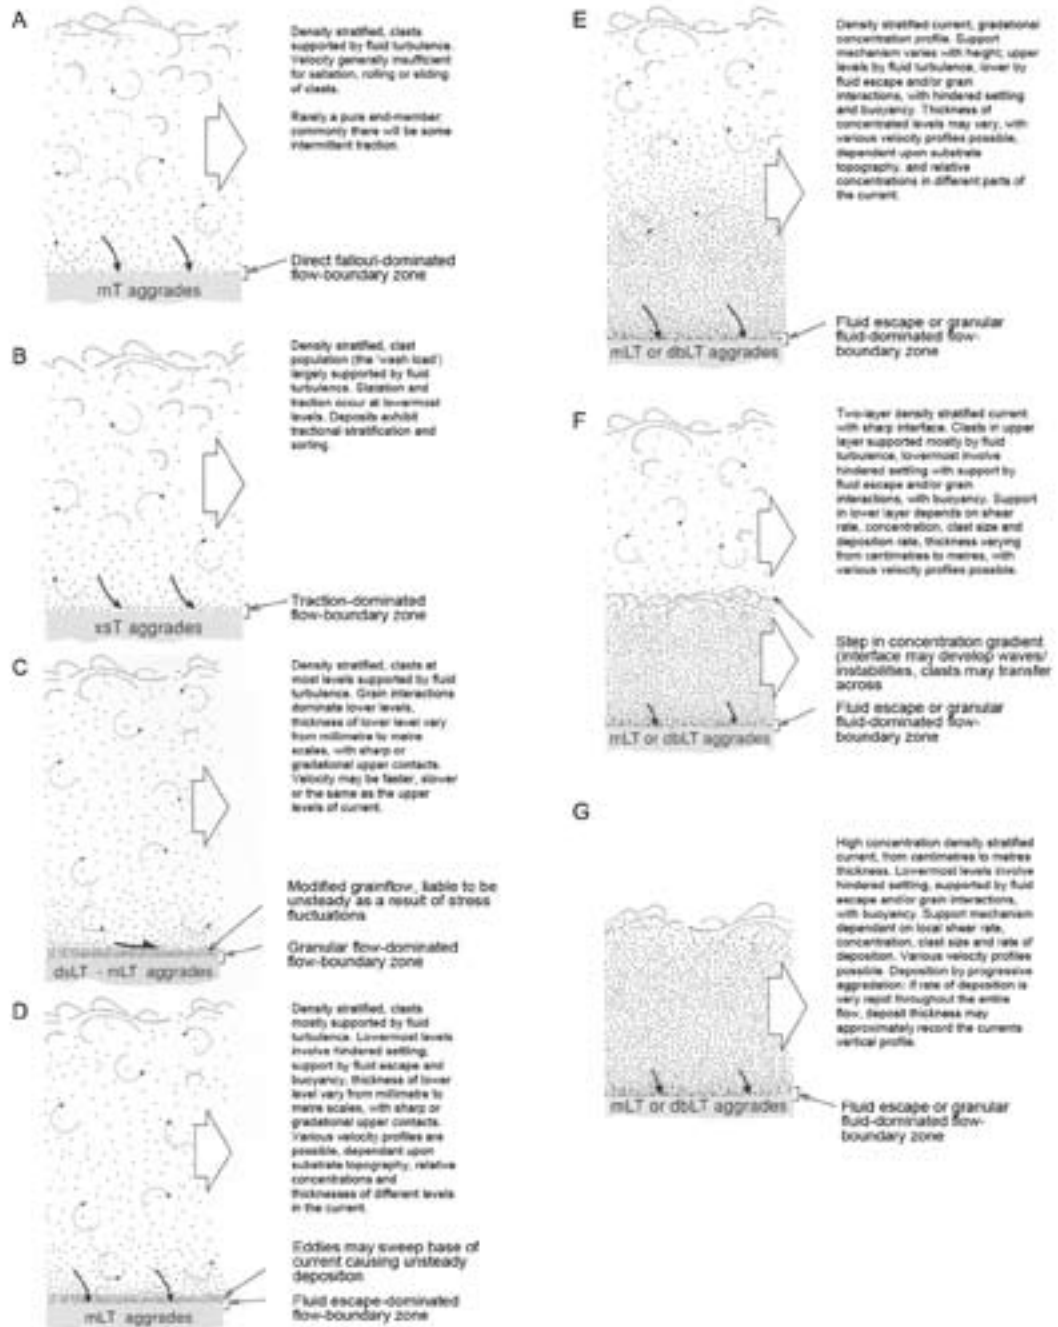 A
Density stratified, clasts
supported by fluid turbulence.
Velocity generally insufficient
for saltation, rolling or sliding
of clasts.
Rarely a pure end-member:
commonly there will be some
intermittent traction.
Direct fallout-dominated
flow-boundary zone
mT aggrades
B
Density stratified, clast
population (the 'wash load')
largely supported by fluid
turbulence. Slatation and
traction occur at lowermost
levels. Deposits exhibit
tractional stratification and
sorting.
Traction-dominated
flow-boundary zone
xsT aggrades
C
Density stratified, clasts at
most levels supported by fluid
turbulence. Grain interactions
dominate lower levels,
thickness of lower level vary
from millimetre to metre
scales, with sharp or
gradational upper contacts.
Velocity may be faster, slower
or the same as the upper
levels of current.
Modified grainflow, liable to be
unsteady as a result of stress
fluctuations
Granular flow-dominated
flow-boundary zone
dsLT - mLT aggrades
D
Density stratified, clasts
mostly supported by fluid
turbulence. Lowermost levels
involve hindered settling,
support by fluid escape and
buoyancy, thickness of lower
level vary from millimetre to
metre scales, with sharp or
gradational upper contacts.
Various velocity profiles are
possible, dependant upon
substrate topography, relative
concentrations and
thicknesses of different levels
in the current.
Eddies may sweep base of
current causing unsteady
deposition
Fluid escape-dominated
flow-boundary zone
mLT aggrades
E
Density stratified current, gradational
concentration profile. Support
mechanism varies with height; upper
levels by fluid turbulence, lower by
fluid escape and/or grain
interactions, with hindered settling
and buoyancy. Thickness of
concentrated levels may vary, with
various velocity profiles possible,
dependent upon substrate
topography, and relative
concentrations in different parts of
the current.
Fluid escape or granular
fluid-dominated flow-
boundary zone
mLT or dbLT aggrades
F
Two-layer density stratified current
with sharp interface. Clasts in upper
layer supported mostly by fluid
turbulence, lowermost involve
hindered settling with support by
fluid escape and/or grain
interactions, with buoyancy. Support
in lower layer depends on shear
rate, concentration, clast size and
deposition rate, thickness varying
from centimetres to metres, with
various velocity profiles possible.
Step in concentration gradient
(interface may develop waves/
instabilities, clasts may transfer
across
Fluid escape or granular
fluid-dominated flow-
boundary zone
mLT or dbLT aggrades
G
High concentration density stratified
current, from centimetres to metres
thickness. Lowermost levels involve
hindered settling, supported by fluid
escape and/or grain interactions,
with buoyancy. Support mechanism
dependent on local shear rate,
concentration, clast size and rate of
deposition. Various velocity profiles
possible. Deposition by progressive
aggradation: if rate of deposition is
very rapid throughout the entire
flow, deposit thickness may
approximately record the currents
vertical profile.
mLT or dbLT aggrades
Fluid escape or granular
fluid-dominated flow-
boundary zone